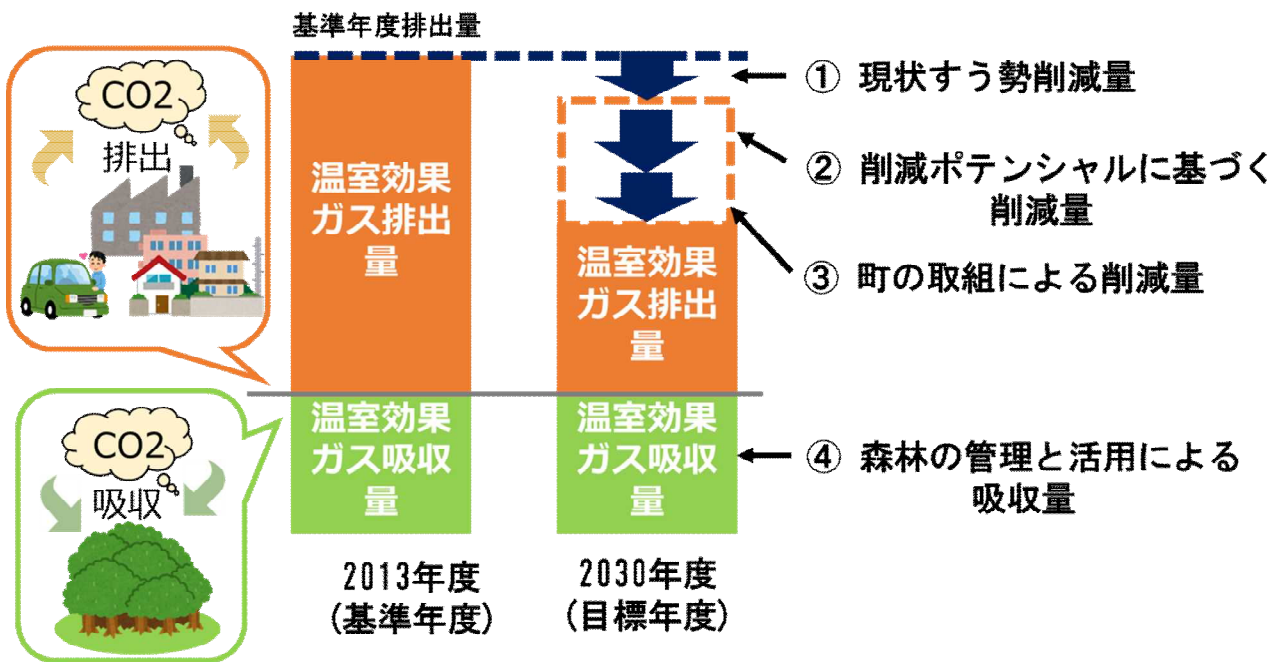 基準年度排出量
CO2
排出
温室効果
ガス排出
量
温室効果
ガス排出
量
① 現状すう勢削減量
② 削減ポテンシャルに基づく
削減量
③ 町の取組による削減量
CO2
吸収
温室効果
ガス吸収
量
温室効果
ガス吸収
量
④ 森林の管理と活用による
吸収量
2013年度
(基準年度)
2030年度
(目標年度)